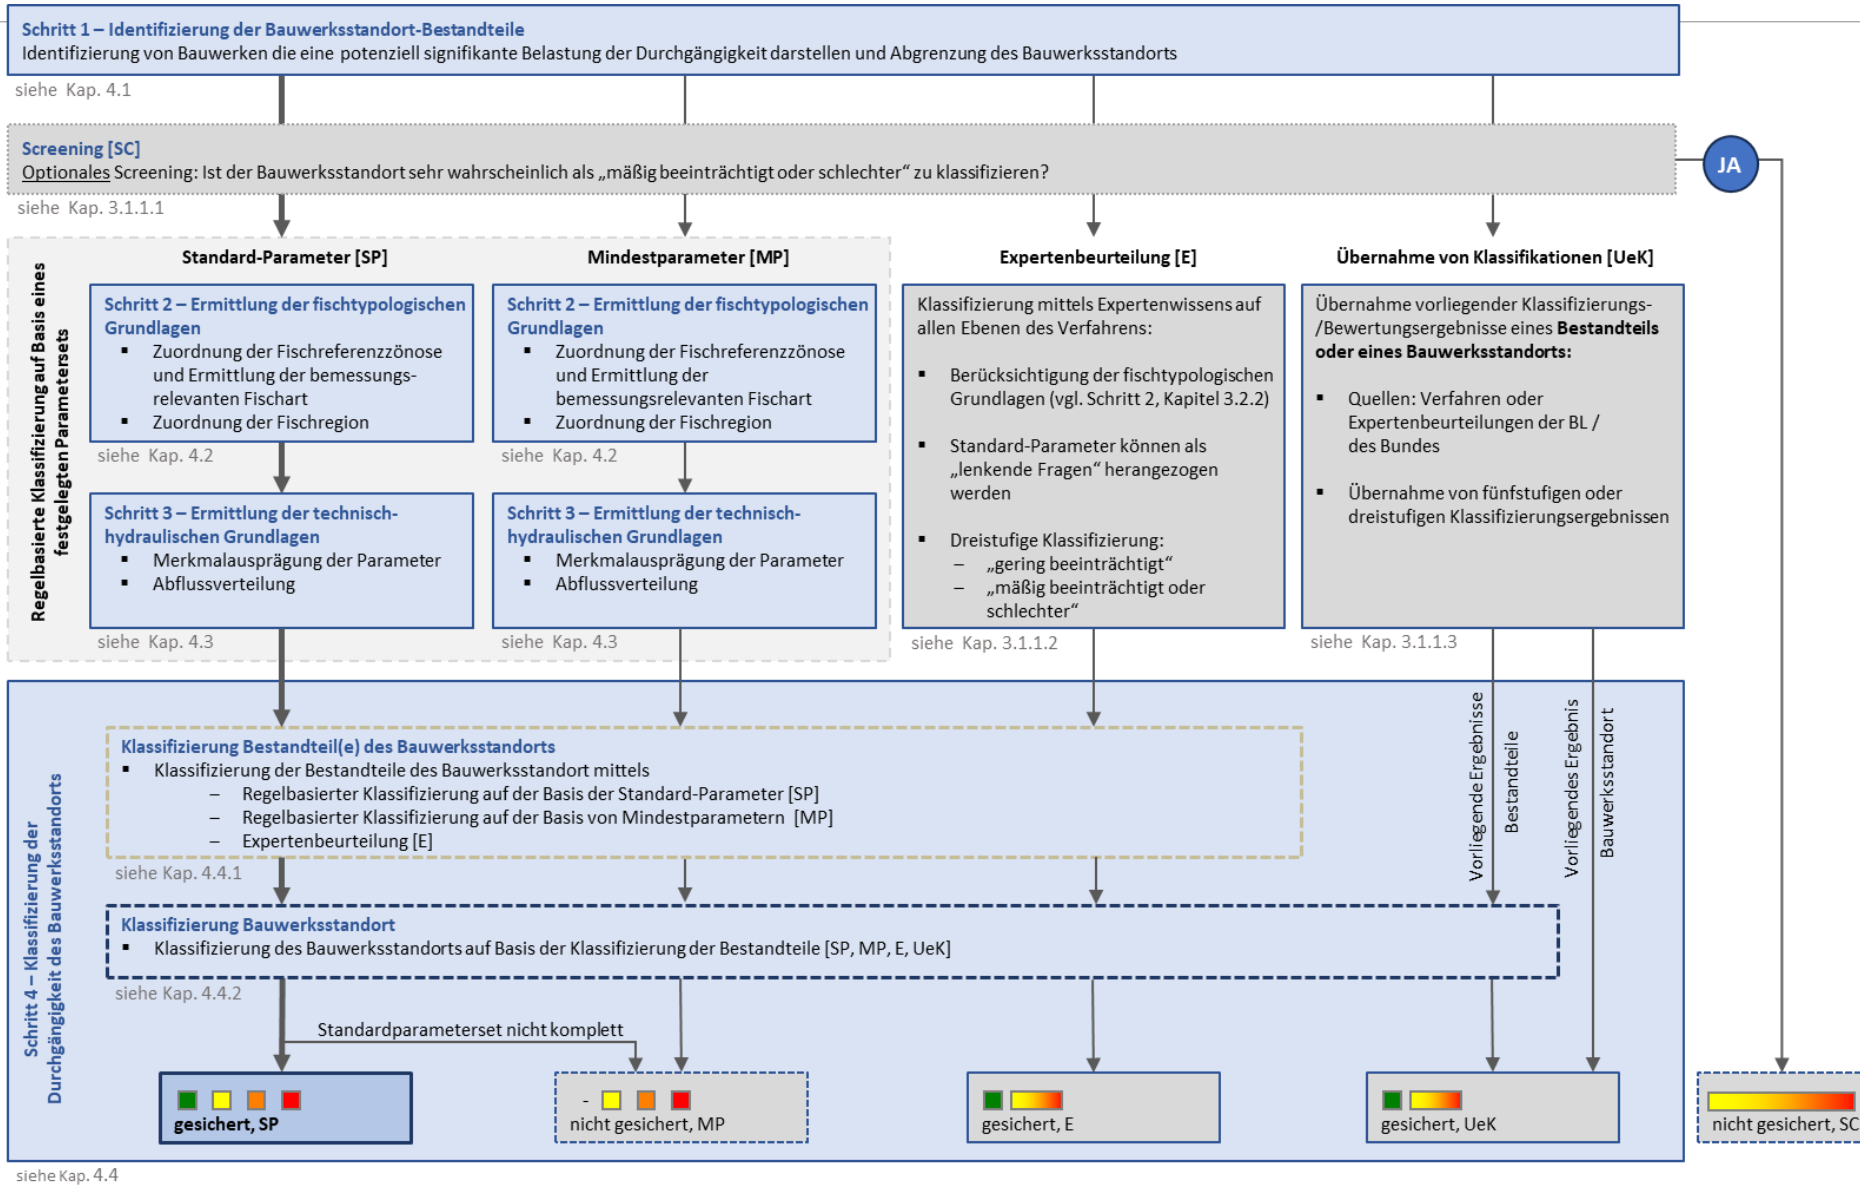 Schritt 1 – Identifizierung der Bauwerksstandort-Bestandteile
Identifizierung von Bauwerken die eine potenziell signifikante Belastung der Durchgängigkeit darstellen und Abgrenzung des Bauwerksstandorts
siehe Kap. 4.1
Screening [SC]
Optionales Screening: Ist der Bauwerksstandort sehr wahrscheinlich als „mäßig beeinträchtigt oder schlechter“ zu klassifizieren?
JA
siehe Kap. 3.1.1.1
Regelbasierte Klassifizierung auf Basis eines
festgelegten Parametersets
Standard-Parameter [SP]
Schritt 2 – Ermittlung der fischtypologischen
Grundlagen
▪ Zuordnung der Fischreferenzzönose
und Ermittlung der bemessungs-
relevanten Fischart
▪ Zuordnung der Fischregion
siehe Kap. 4.2
Schritt 3 – Ermittlung der technisch-
hydraulischen Grundlagen
▪ Merkmalausprägung der Parameter
▪ Abflussverteilung
siehe Kap. 4.3
Mindestparameter [MP]
Schritt 2 – Ermittlung der fischtypologischen
Grundlagen
▪ Zuordnung der Fischreferenzzönose
und Ermittlung der
bemessungsrelevanten Fischart
▪ Zuordnung der Fischregion
siehe Kap. 4.2
Schritt 3 – Ermittlung der technisch-
hydraulischen Grundlagen
▪ Merkmalausprägung der Parameter
▪ Abflussverteilung
siehe Kap. 4.3
Expertenbeurteilung [E]
Klassifizierung mittels Expertenwissens auf
allen Ebenen des Verfahrens:
▪ Berücksichtigung der fischtypologischen
Grundlagen (vgl. Schritt 2, Kapitel 3.2.2)
▪ Standard-Parameter können als
„lenkende Fragen“ herangezogen
werden
▪ Dreistufige Klassifizierung:
– „gering beeinträchtigt“
– „mäßig beeinträchtigt oder
schlechter“
siehe Kap. 3.1.1.2
Übernahme von Klassifikationen [UeK]
Übernahme vorliegender Klassifizierungs-
/Bewertungsergebnisse eines Bestandteils
oder eines Bauwerksstandorts:
▪ Quellen: Verfahren oder
Expertenbeurteilungen der BL /
des Bundes
▪ Übernahme von fünfstufigen oder
dreistufigen Klassifizierungsergebnissen
siehe Kap. 3.1.1.3
Schritt 4 – Klassifizierung der
Durchgängigkeit des Bauwerksstandorts
Klassifizierung Bestandteil(e) des Bauwerksstandorts
▪ Klassifizierung der Bestandteile des Bauwerksstandort mittels
– Regelbasierter Klassifizierung auf der Basis der Standard-Parameter [SP]
– Regelbasierter Klassifizierung auf der Basis von Mindestparametern [MP]
– Expertenbeurteilung [E]
siehe Kap. 4.4.1
Vorliegende Ergebnisse
Bestandteile
Vorliegendes Ergebnis
Bauwerksstandort
Klassifizierung Bauwerksstandort
▪ Klassifizierung des Bauwerksstandorts auf Basis der Klassifizierung der Bestandteile [SP, MP, E, UeK]
siehe Kap. 4.4.2
Standardparameterset nicht komplett
gesichert, SP
-
nicht gesichert, MP
gesichert, E
gesichert, UeK
nicht gesichert, SC
siehe Kap. 4.4